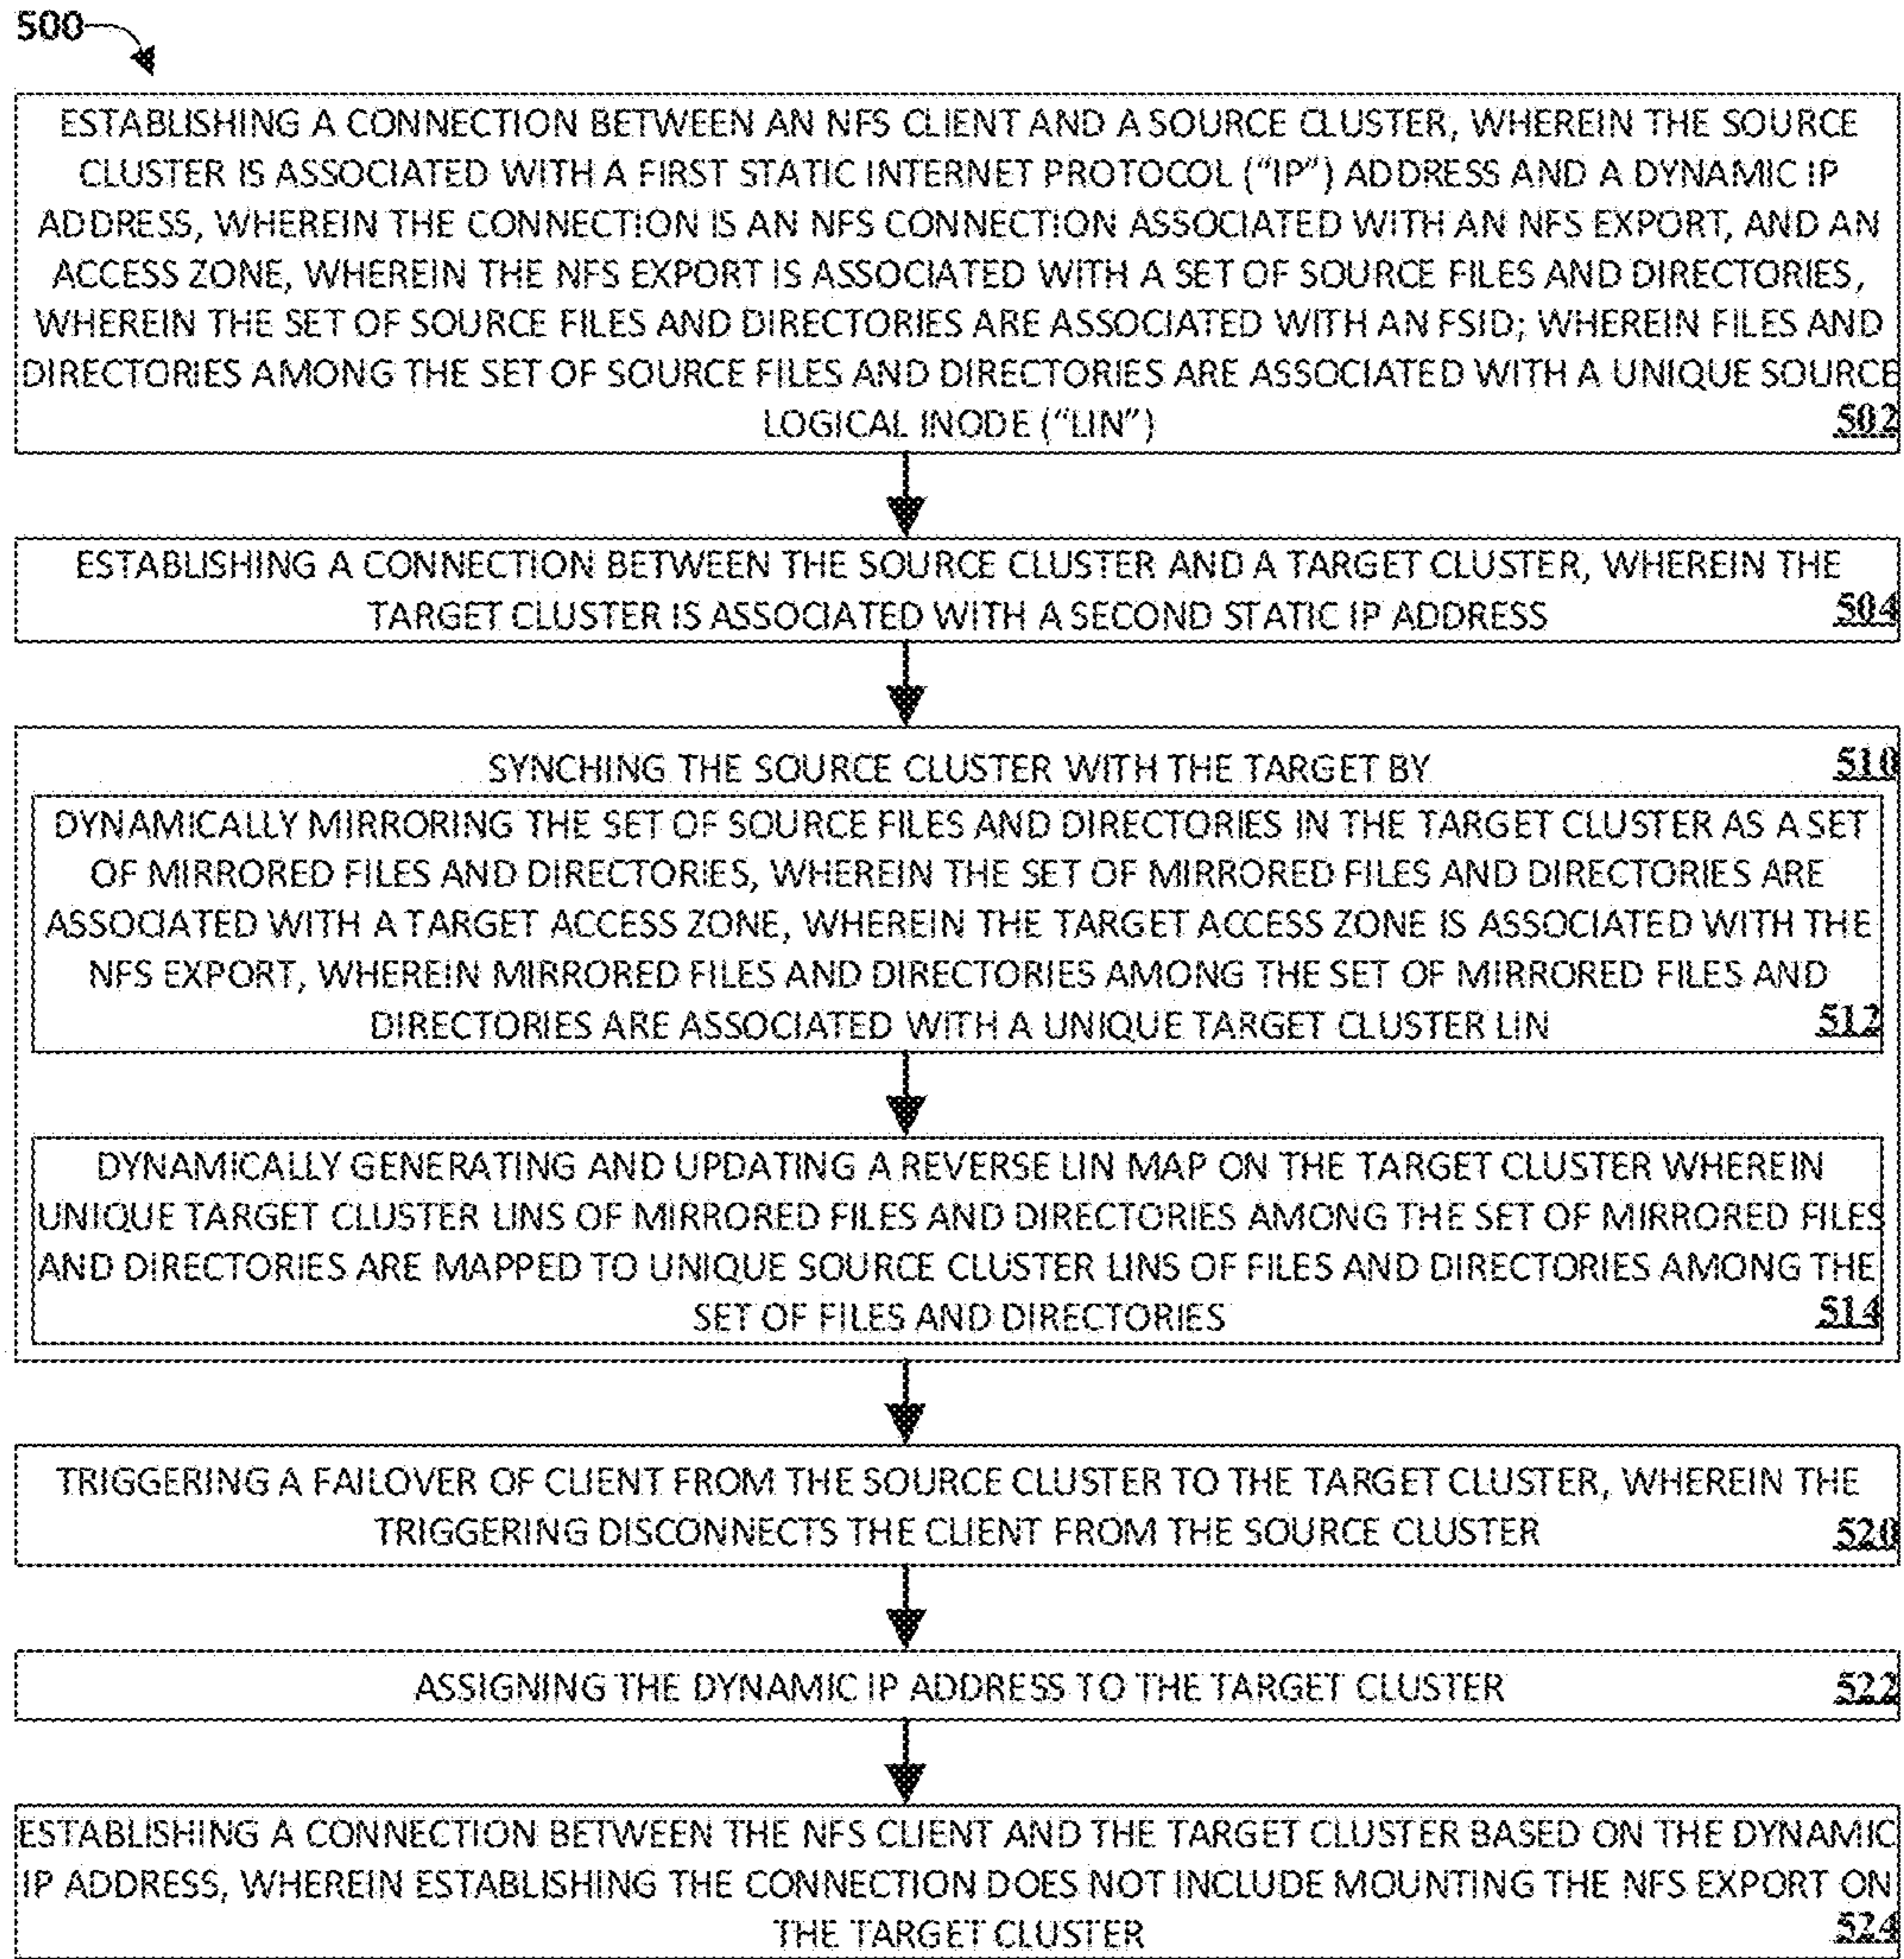 500
ESTABLISHING A CONNECTION BETWEEN AN NFS CLIENT AND A SOURCE CLUSTER, WHEREIN THE SOURCE
CLUSTER IS ASSOCIATED WITH A FIRST STATIC INTERNET PROTOCOL (“IP”) ADDRESS AND A DYNAMIC IP
ADDRESS, WHEREIN THE CONNECTION IS AN NFS CONNECTION ASSOCIATED WITH AN NFS EXPORT, AND AN
ACCESS ZONE, WHEREIN THE NFS EXPORT IS ASSOCIATED WITH A SET OF SOURCE FILES AND DIRECTORIES,
WHEREIN THE SET OF SOURCE FILES AND DIRECTORIES ARE ASSOCIATED WITH AN FSID; WHEREIN FILES AND
DIRECTORIES AMONG THE SET OF SOURCE FILES AND DIRECTORIES ARE ASSOCIATED WITH A UNIQUE SOURCE
LOGICAL INODE (“LIN”) 502
ESTABLISHING A CONNECTION BETWEEN THE SOURCE CLUSTER AND A TARGET CLUSTER, WHEREIN THE
TARGET CLUSTER IS ASSOCIATED WITH A SECOND STATIC IP ADDRESS 504
SYNCHING THE SOURCE CLUSTER WITH THE TARGET BY 510
DYNAMICALLY MIRRORING THE SET OF SOURCE FILES AND DIRECTORIES IN THE TARGET CLUSTER AS A SET
OF MIRRORED FILES AND DIRECTORIES, WHEREIN THE SET OF MIRRORED FILES AND DIRECTORIES ARE
ASSOCIATED WITH A TARGET ACCESS ZONE, WHEREIN THE TARGET ACCESS ZONE IS ASSOCIATED WITH THE
NFS EXPORT, WHEREIN MIRRORED FILES AND DIRECTORIES AMONG THE SET OF MIRRORED FILES AND
DIRECTORIES ARE ASSOCIATED WITH A UNIQUE TARGET CLUSTER LIN 512
DYNAMICALLY GENERATING AND UPDATING A REVERSE LIN MAP ON THE TARGET CLUSTER WHEREIN
UNIQUE TARGET CLUSTER LINS OF MIRRORED FILES AND DIRECTORIES AMONG THE SET OF MIRRORED FILES
AND DIRECTORIES ARE MAPPED TO UNIQUE SOURCE CLUSTER LINS OF FILES AND DIRECTORIES AMONG THE
SET OF FILES AND DIRECTORIES 514
TRIGGERING A FAILOVER OF CLIENT FROM THE SOURCE CLUSTER TO THE TARGET CLUSTER, WHEREIN THE
TRIGGERING DISCONNECTS THE CLIENT FROM THE SOURCE CLUSTER 520
ASSIGNING THE DYNAMIC IP ADDRESS TO THE TARGET CLUSTER 522
ESTABLISHING A CONNECTION BETWEEN THE NFS CLIENT AND THE TARGET CLUSTER BASED ON THE DYNAMIC
IP ADDRESS, WHEREIN ESTABLISHING THE CONNECTION DOES NOT INCLUDE MOUNTING THE NFS EXPORT ON
THE TARGET CLUSTER 524